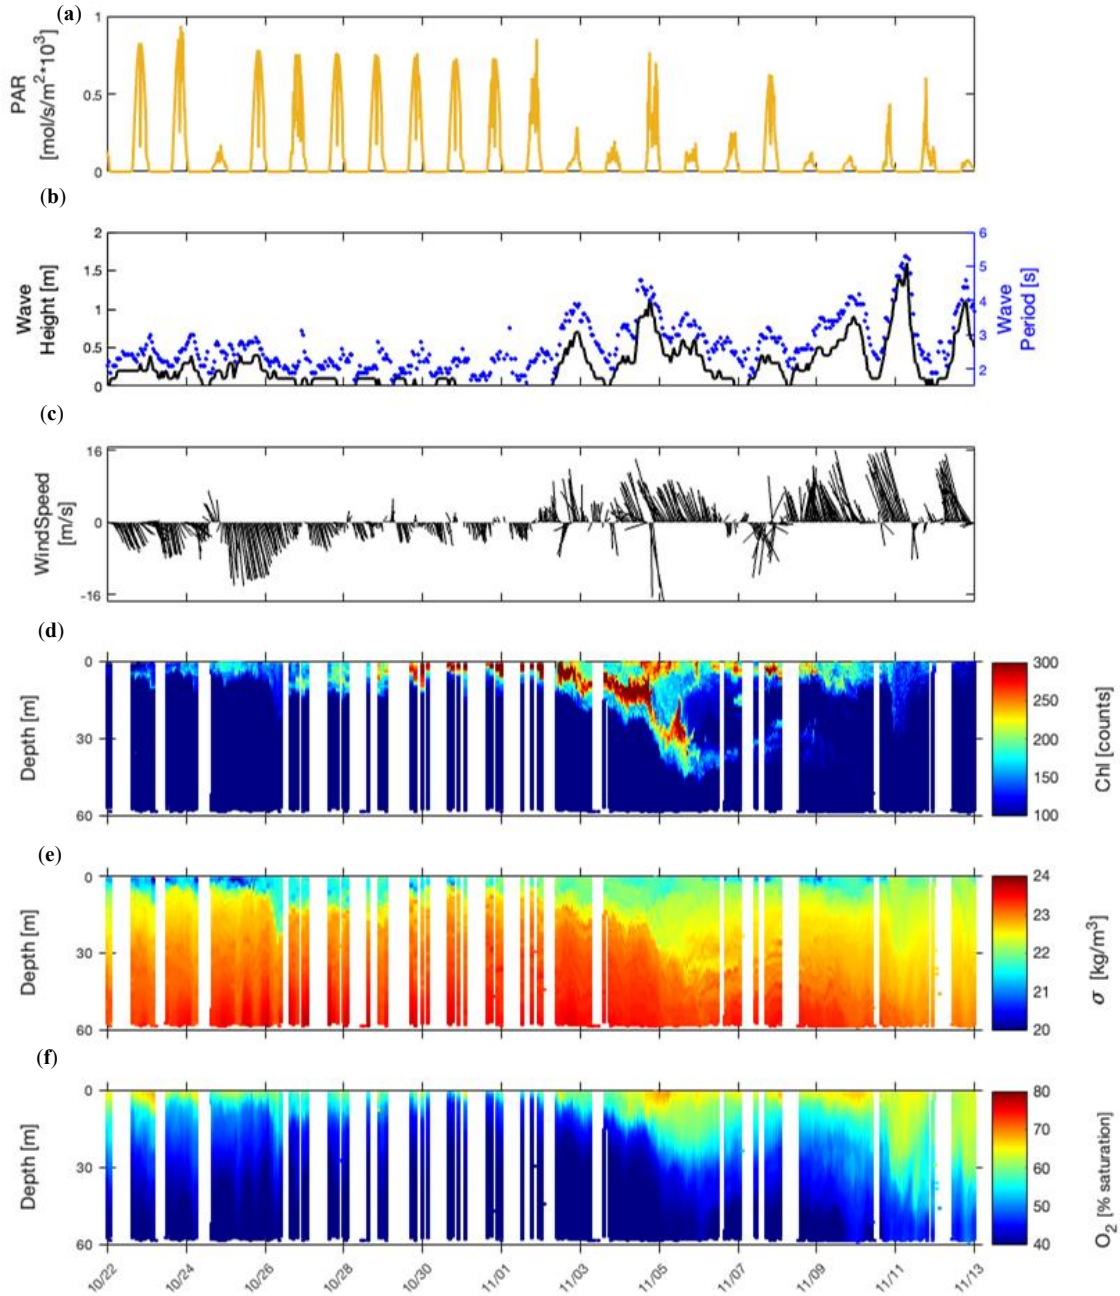 (a)
1
0.5
0
PAR
[mol/s/m²*10³]
(b)
2
1.5
1
0.5
0
Wave
Height [m]
6
5
4
3
2
Wave
Period [s]
(c)
16
0
-16
WindSpeed
[m/s]
(d)
0
30
60
Depth [m]
300
250
200
150
100
Chl [counts]
(e)
0
30
60
Depth [m]
24
23
22
21
20
σ [kg/m³]
(f)
0
30
60
Depth [m]
80
70
60
50
40
O₂ [% saturation]
10/22 10/24 10/26 10/28 10/30 11/01 11/03 11/05 11/07 11/09 11/11 11/13